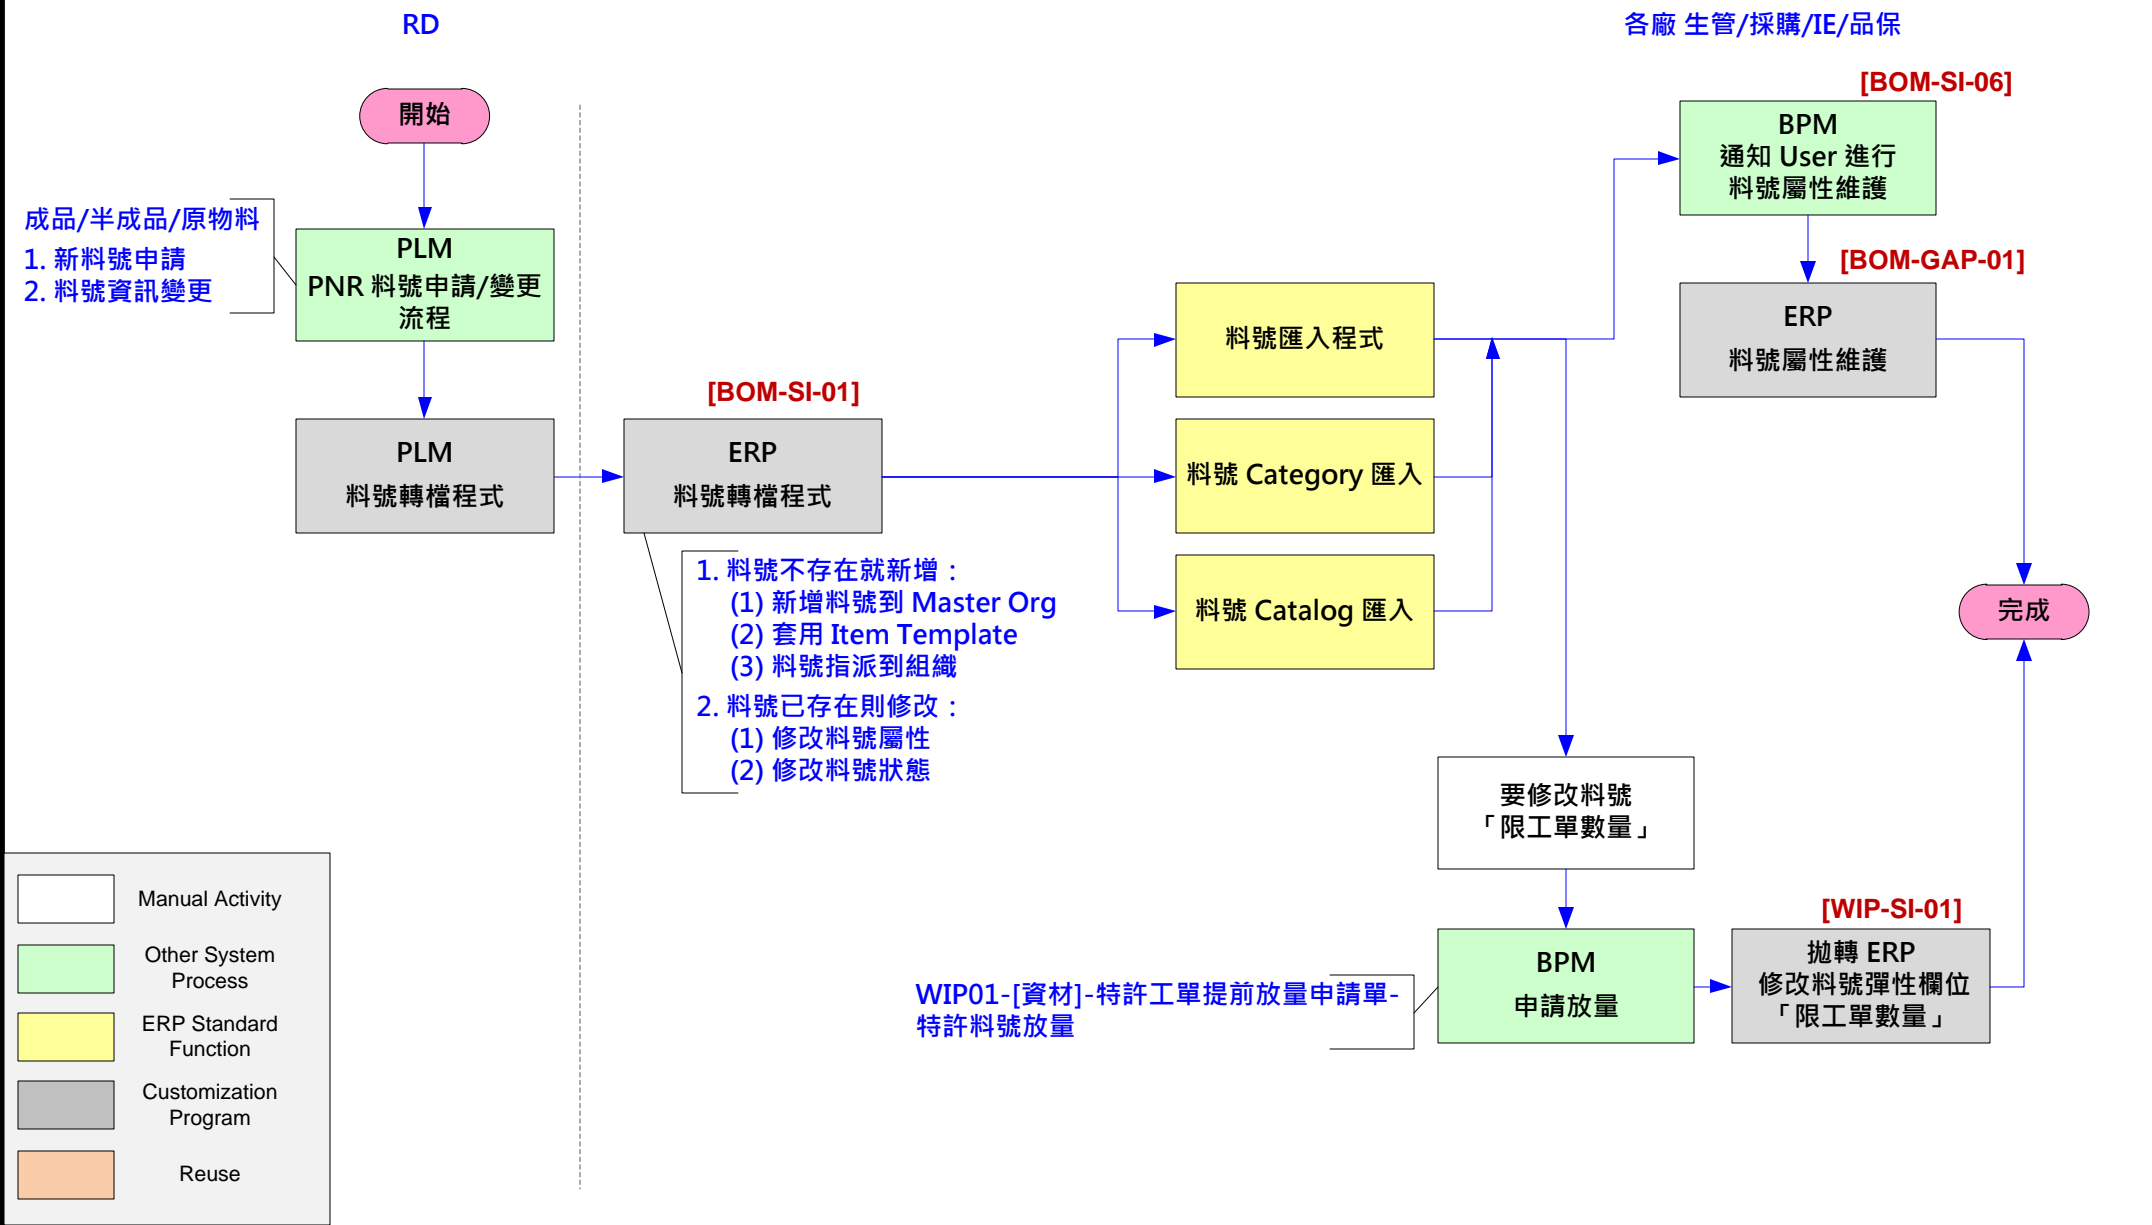 RD
各廠 生管/採購/IE/品保
開始
成品/半成品/原物料
1. 新料號申請
2. 料號資訊變更
PLM
PNR 料號申請/變更
流程
PLM
料號轉檔程式
[BOM-SI-01]
ERP
料號轉檔程式
1. 料號不存在就新增：
(1) 新增料號到 Master Org
(2) 套用 Item Template
(3) 料號指派到組織
2. 料號已存在則修改：
(1) 修改料號屬性
(2) 修改料號狀態
料號匯入程式
料號 Category 匯入
料號 Catalog 匯入
[BOM-SI-06]
BPM
通知 User 進行
料號屬性維護
[BOM-GAP-01]
ERP
料號屬性維護
完成
要修改料號
「限工單數量」
WIP01-[資材]-特許工單提前放量申請單-
特許料號放量
BPM
申請放量
[WIP-SI-01]
拋轉 ERP
修改料號彈性欄位
「限工單數量」
Manual Activity
Other System
Process
ERP Standard
Function
Customization
Program
Reuse